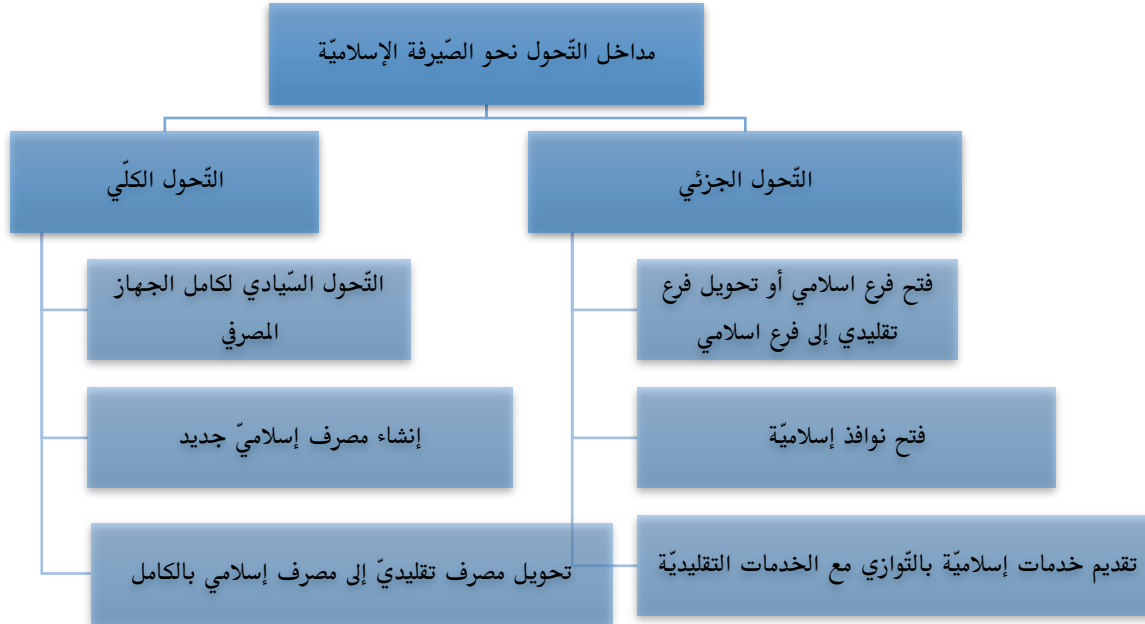 مداخل التّحول نحو الصّيرفة الإسلاميّة
التّحول الجزئي
فتح فرع اسلامي أو تحويل فرع
تقليدي إلى فرع اسلامي
فتح نوافذ إسلاميّة
تقديم خدمات إسلاميّة بالتّوازي مع الخدمات التقليديّة
التّحول الكلّي
التّحول السّيادي لكامل الجهاز
المصرفي
إنشاء مصرف إسلاميّ جديد
تحويل مصرف تقليديّ إلى مصرف إسلامي بالكامل